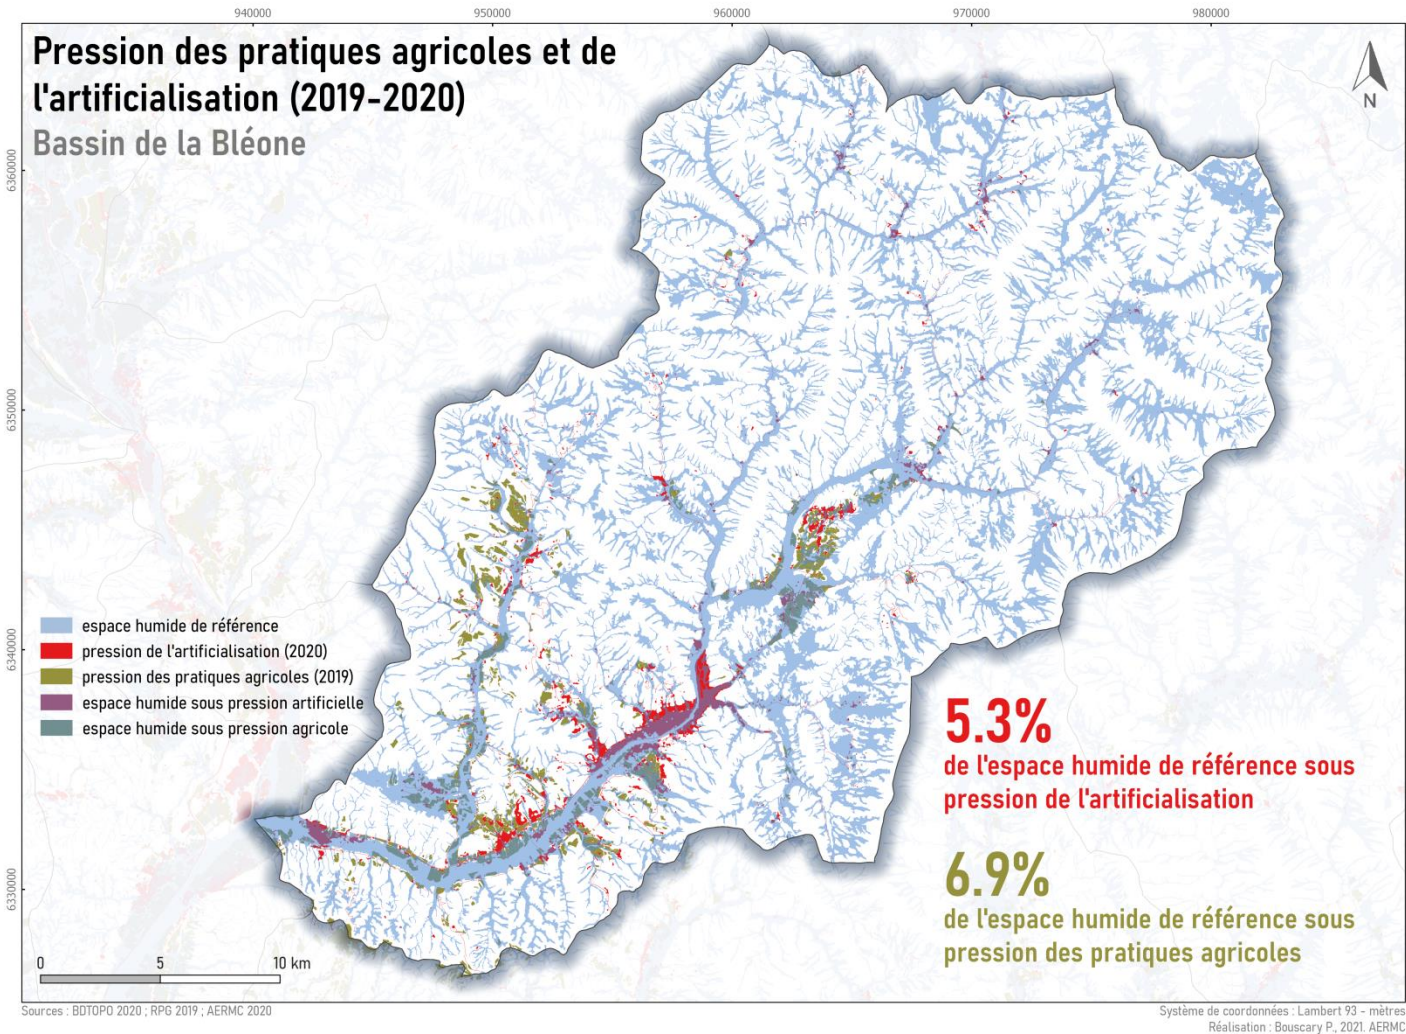 940000 950000 960000 970000 980000
Pression des pratiques agricoles et de
l'artificialisation (2019-2020)
Bassin de la Bléone
N
6360000
6350000
6340000
6330000
espace humide de référence
pression de l'artificialisation (2020)
pression des pratiques agricoles (2019)
espace humide sous pression artificielle
espace humide sous pression agricole
5.3%
de l'espace humide de référence sous
pression de l'artificialisation
6.9%
de l'espace humide de référence sous
pression des pratiques agricoles
0 5 10 km
Sources : BDTOPO 2020 ; RPG 2019 ; AERMC 2020
Système de coordonnées : Lambert 93 - mètres
Réalisation : Bouscary P., 2021. AERMC